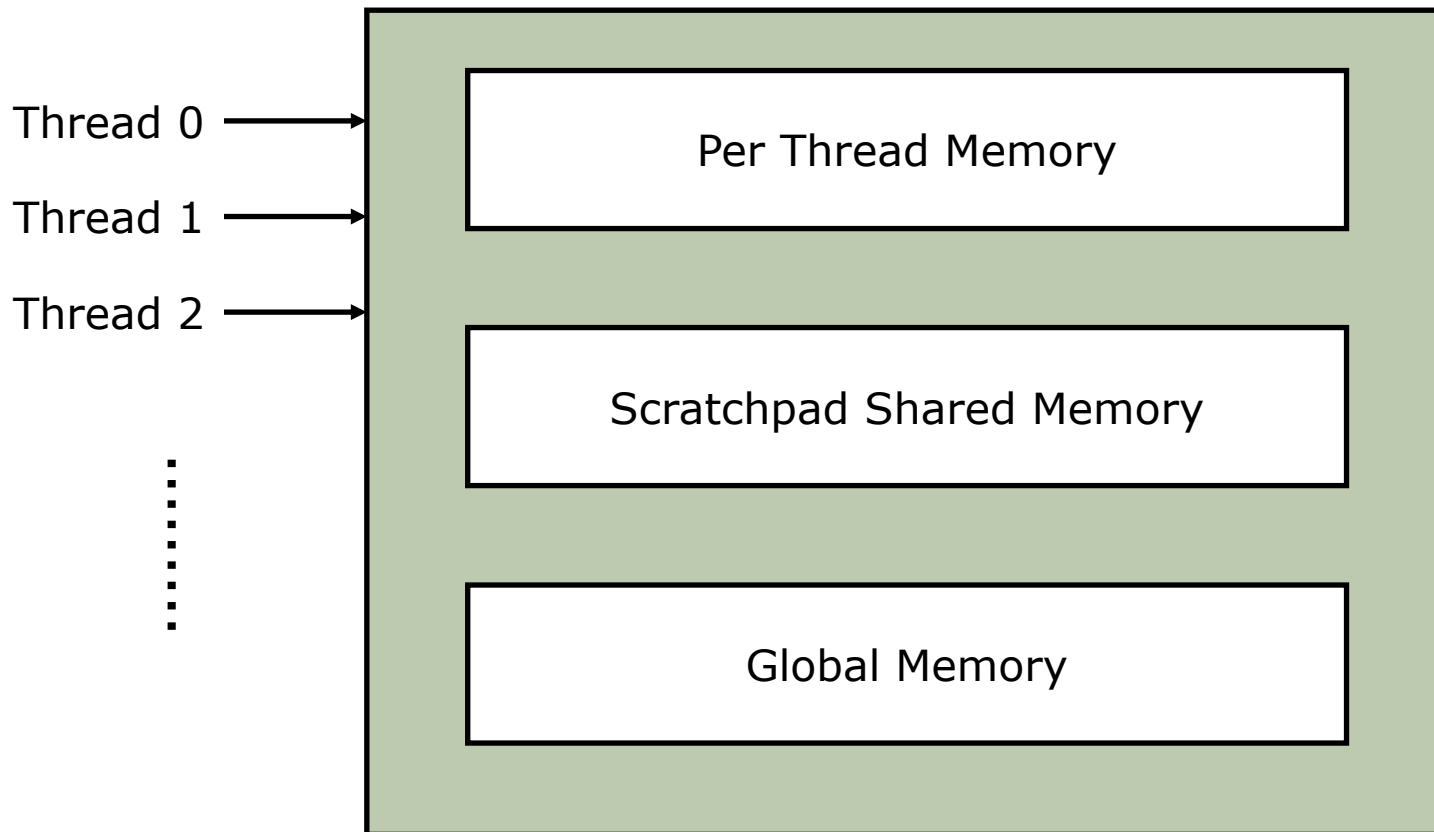 Thread 0
Thread 1
Thread 2
Per Thread Memory
Scratchpad Shared Memory
Global Memory